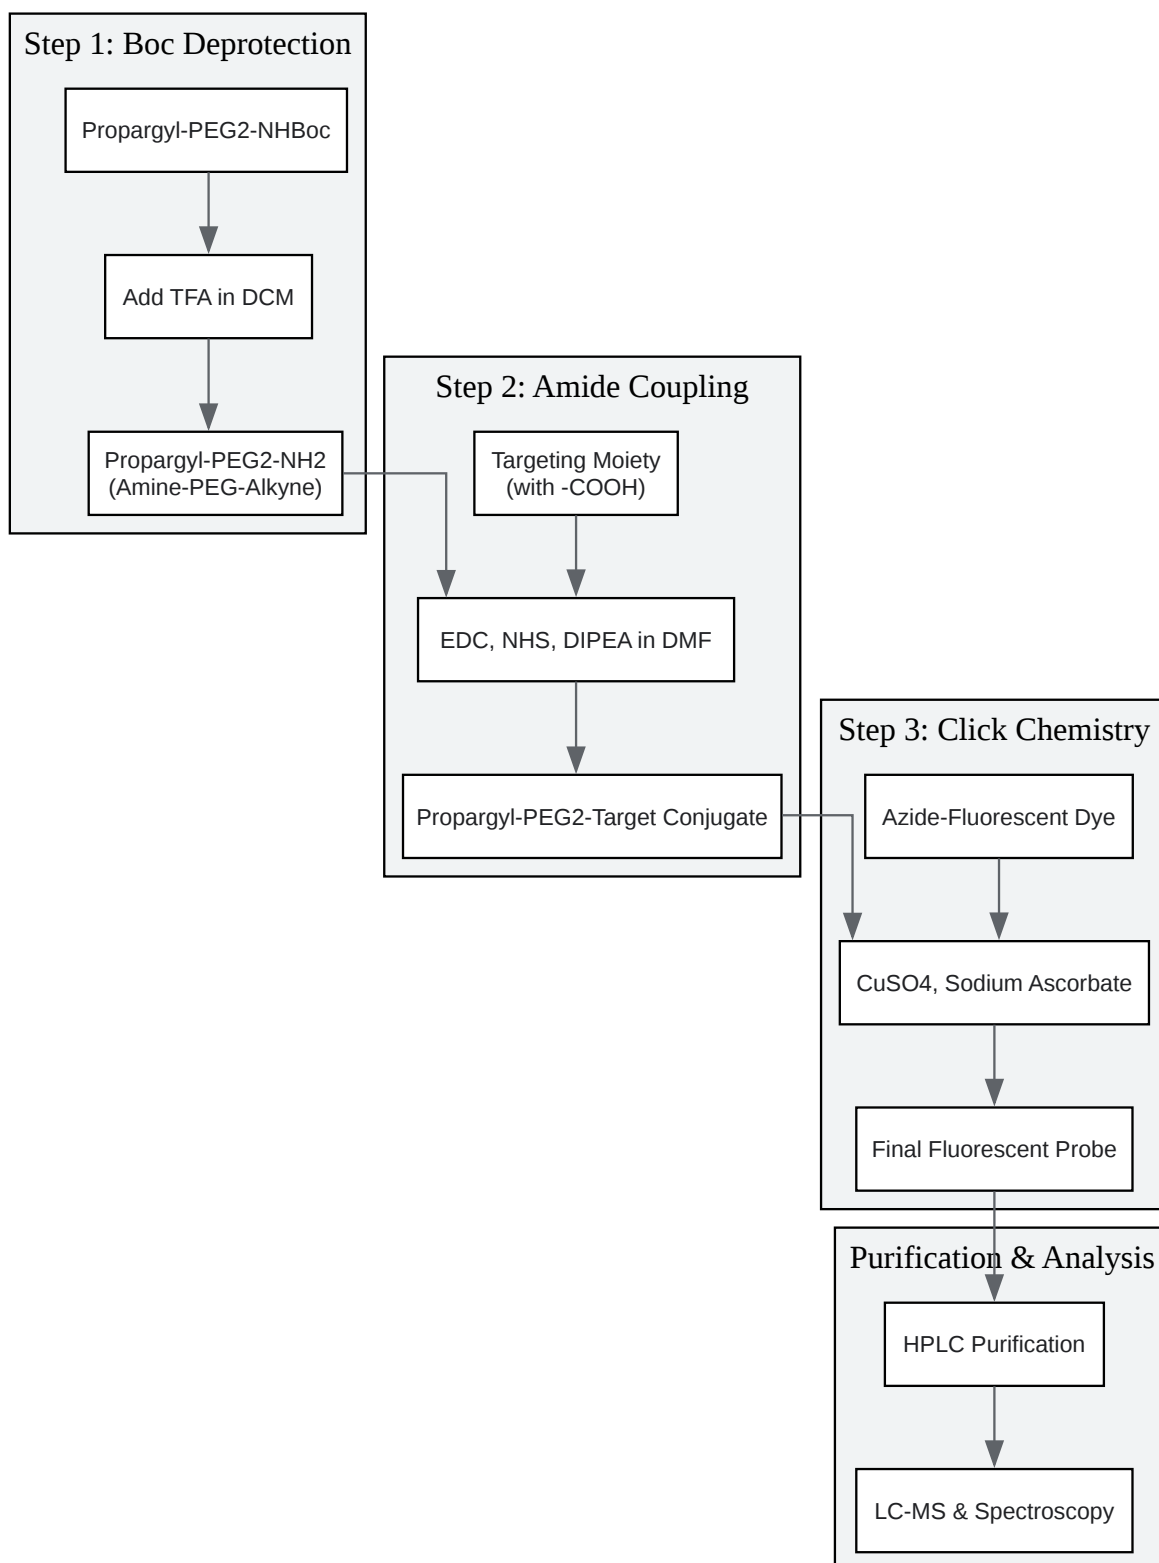 Step 1: Boc Deprotection
Propargyl-PEG2-NHBoc
Add TFA in DCM
Propargyl-PEG2-NH2
(Amine-PEG-Alkyne)
Step 2: Amide Coupling
Targeting Moiety
(with -COOH)
EDC, NHS, DIPEA in DMF
Propargyl-PEG2-Target Conjugate
Step 3: Click Chemistry
Azide-Fluorescent Dye
CuSO4, Sodium Ascorbate
Final Fluorescent Probe
Purification & Analysis
HPLC Purification
LC-MS & Spectroscopy